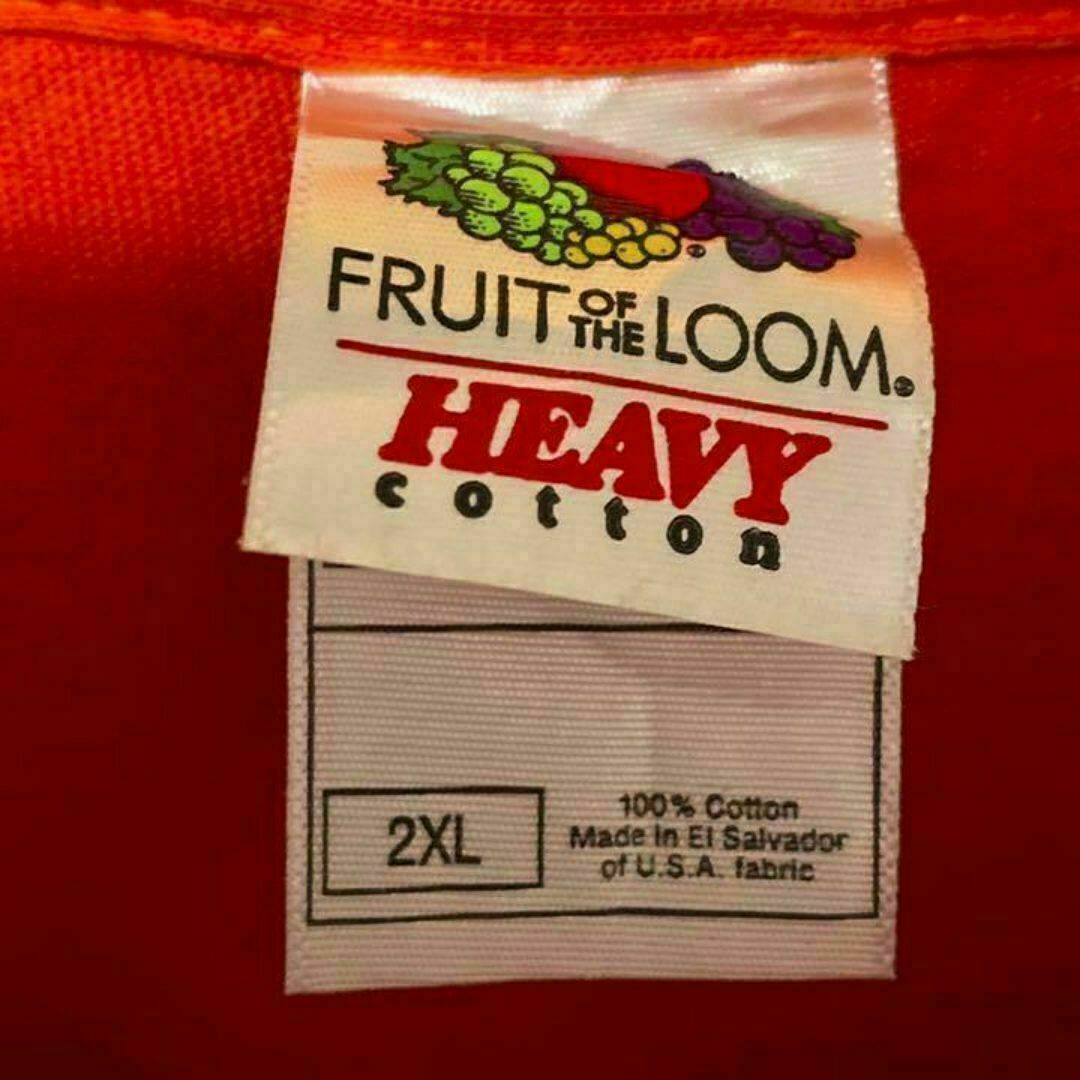 FRUIT OF THE LOOM®
HEAVY
cotton
2XL
100% Cotton
Made in El Salvador
of U.S.A. fabric